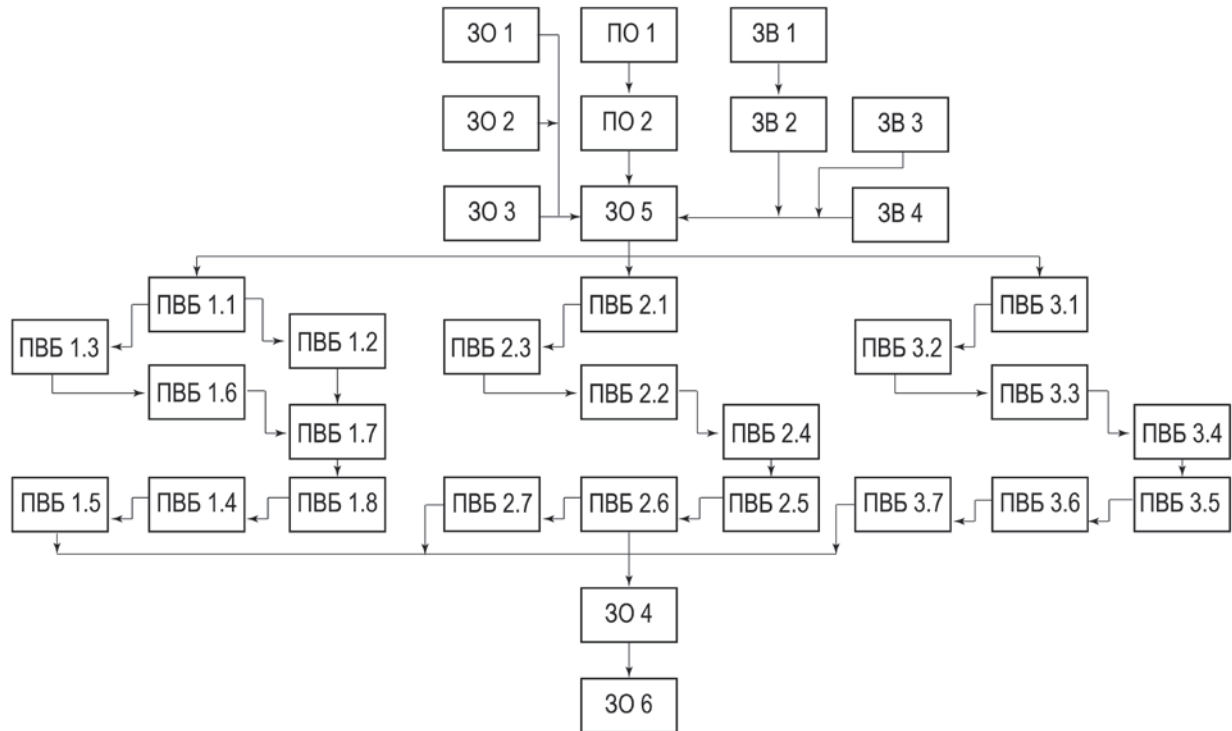 ЗО 1
ПО 1
ЗВ 1
ЗО 2
ПО 2
ЗВ 2
ЗВ 3
ЗО 3
ЗО 5
ЗВ 4
ПВБ 1.1
ПВБ 2.1
ПВБ 3.1
ПВБ 1.3
ПВБ 1.2
ПВБ 2.3
ПВБ 3.2
ПВБ 1.6
ПВБ 2.2
ПВБ 3.3
ПВБ 1.7
ПВБ 2.4
ПВБ 3.4
ПВБ 1.5
ПВБ 1.4
ПВБ 1.8
ПВБ 2.7
ПВБ 2.6
ПВБ 2.5
ПВБ 3.7
ПВБ 3.6
ПВБ 3.5
ЗО 4
ЗО 6